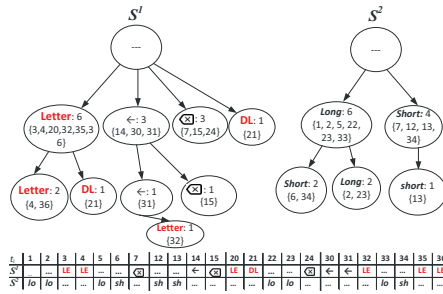 S¹
S²
---
---
Letter: 6
{3,4,20,32,35,3
6}
←: 3
{14, 30, 31}
⌫: 3
{7,15,24}
DL: 1
{21}
Long: 6
{1, 2, 5, 22,
23, 33}
Short: 4
{7, 12, 13,
34}
Letter: 2
{4, 36}
DL: 1
{21}
←: 1
{31}
⌫: 1
{15}
Short: 2
{6, 34}
Long: 2
{2, 23}
short: 1
{13}
Letter: 1
{32}
tᵢ 1 2 3 4 5 6 7 12 13 14 15 20 21 22 23 24 30 31 32 33 34 35 36
S¹ ... ... LE LE ... ... ⌫ ... ... ← ⌫ LE DL ... ... ⌫ ← ← LE ... ... LE LE
S² lo lo ... ... lo sh sh sh sh ... ... ... ... lo lo ... ... ... ... lo sh ... ...